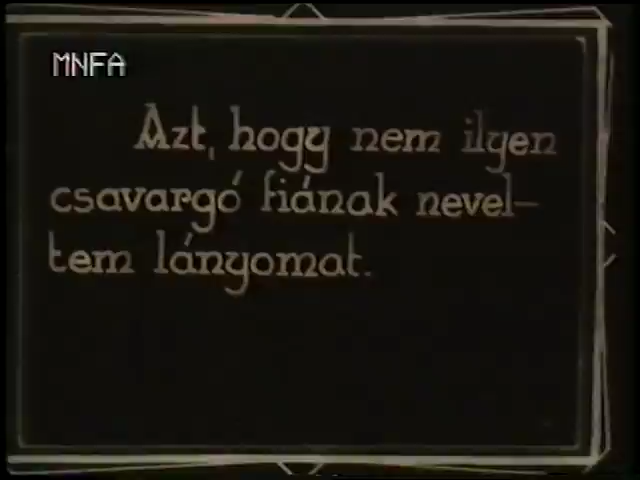 MNFA
Azt, hogy nem ilyen
csavargó fiának nevel-
tem lányomat.